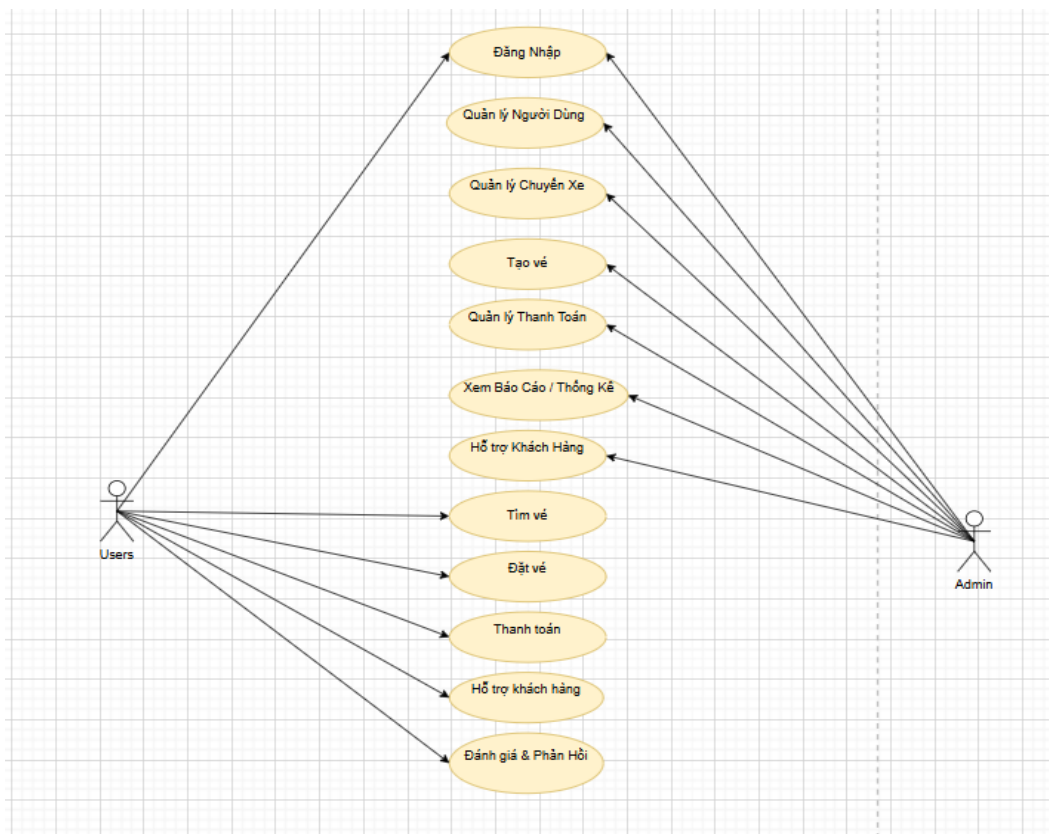 Đăng Nhập
Quản lý Người Dùng
Quản lý Chuyến Xe
Tạo vé
Quản lý Thanh Toán
Xem Báo Cáo / Thống Kê
Hỗ trợ Khách Hàng
Tìm vé
Users
Đặt vé
Admin
Thanh toán
Hỗ trợ khách hàng
Đánh giá & Phản Hồi